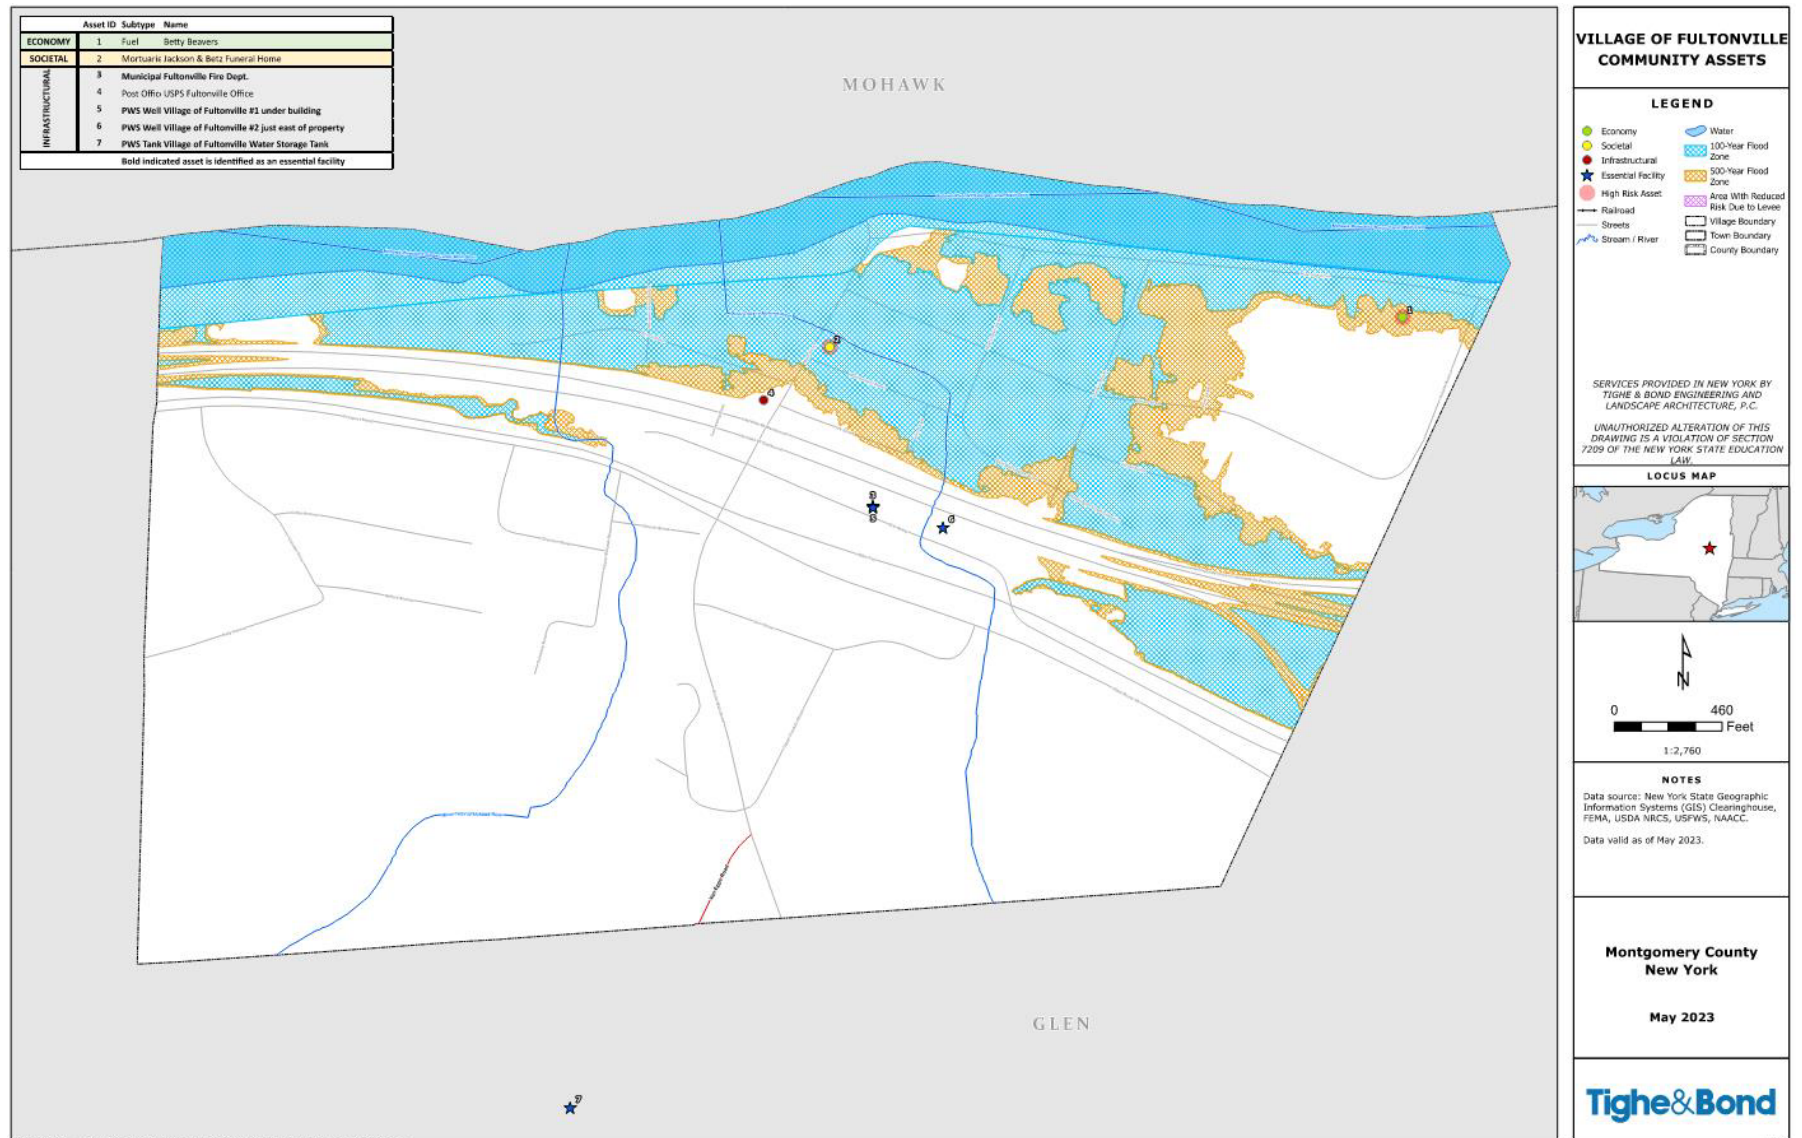 Asset ID Subtype Name
ECONOMY 1 Fuel Betty Beavers
SOCIETAL 2 Mortuarie Jackson & Betz Funeral Home
INFRASTRUCTURAL
3 Municipal Fultonville Fire Dept.
4 Post Offic USPS Fultonville Office
5 PWS Well Village of Fultonville #1 under building
6 PWS Well Village of Fultonville #2 just east of property
7 PWS Tank Village of Fultonville Water Storage Tank
Bold indicated asset is identified as an essential facility
MOHAWK
1
2
4
3
5
6
GLEN
7
VILLAGE OF FULTONVILLE
COMMUNITY ASSETS
LEGEND
Economy
Societal
Infrastructural
Essential Facility
High Risk Asset
Railroad
Streets
Stream / River
Water
100-Year Flood
Zone
500-Year Flood
Zone
Area With Reduced
Risk Due to Levee
Village Boundary
Town Boundary
County Boundary
SERVICES PROVIDED IN NEW YORK BY
TIGHE & BOND ENGINEERING AND
LANDSCAPE ARCHITECTURE, P.C.
UNAUTHORIZED ALTERATION OF THIS
DRAWING IS A VIOLATION OF SECTION
7209 OF THE NEW YORK STATE EDUCATION
LAW.
LOCUS MAP
N
0 460
Feet
1:2,760
NOTES
Data source: New York State Geographic
Information Systems (GIS) Clearinghouse,
FEMA, USDA NRCS, USFWS, NAACC.
Data valid as of May 2023.
Montgomery County
New York
May 2023
Tighe&Bond